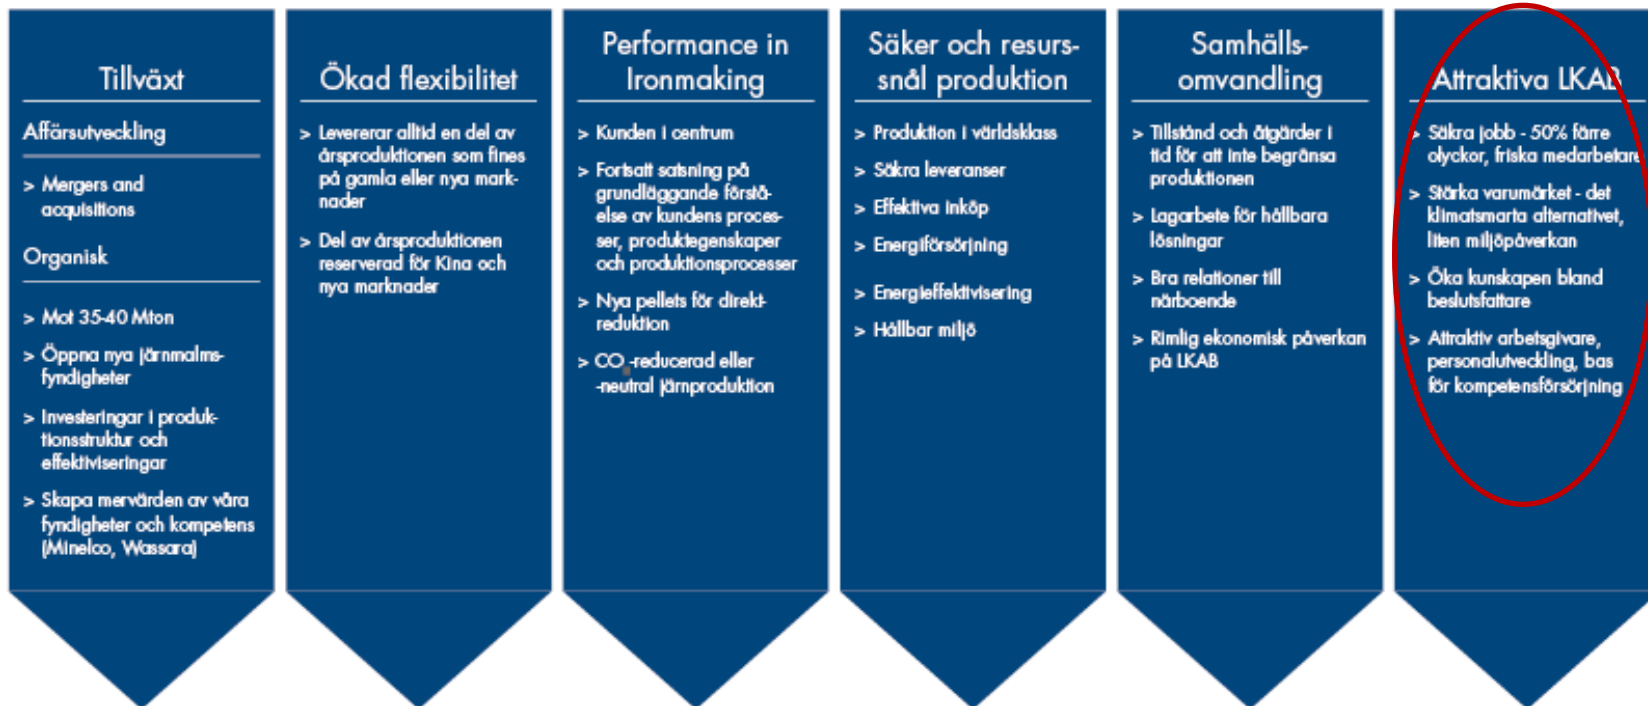 Tillväxt
Affärsutveckling
> Mergers and
acquisitions
Organisk
> Mot 35-40 Mton
> Öppna nya järnmalms-
fyndigheter
> Investeringar i produk-
tionsstruktur och
effektiviseringar
> Skapa mervärden av våra
fyndigheter och kompetens
(Minelco, Wassara)
Ökad flexibilitet
> Levererar alltid en del av
årsproduktionen som fines
på gamla eller nya mark-
nader
> Del av årsproduktionen
reserverad för Kina och
nya marknader
Performance in
Ironmaking
> Kunden i centrum
> Fortsatt satsning på
grundläggande förstå-
else av kundens proces-
ser, produktegenskaper
och produktionsprocesser
> Nya pellets för direkt-
reduktion
> CO₂-reducerad eller
-neutral järnproduktion
Säker och resurs-
snål produktion
> Produktion i världsklass
> Säkra leveranser
> Effektiva inköp
> Energiförsörjning
> Energieffektivisering
> Hållbar miljö
Samhälls-
omvandling
> Tillstånd och åtgärder i
tid för att inte begränsa
produktionen
> Lagarbete för hållbara
lösningar
> Bra relationer till
närboende
> Rimlig ekonomisk påverkan
på LKAB
Attraktiva LKAB
> Säkra jobb - 50% färre
olyckor, friska medarbetare
> Stärka varumärket - det
klimatsmarta alternativet,
liten miljöpåverkan
> Öka kunskapen bland
beslutsfattare
> Attraktiv arbetsgivare,
personalutveckling, bas
för kompetensförsörjning